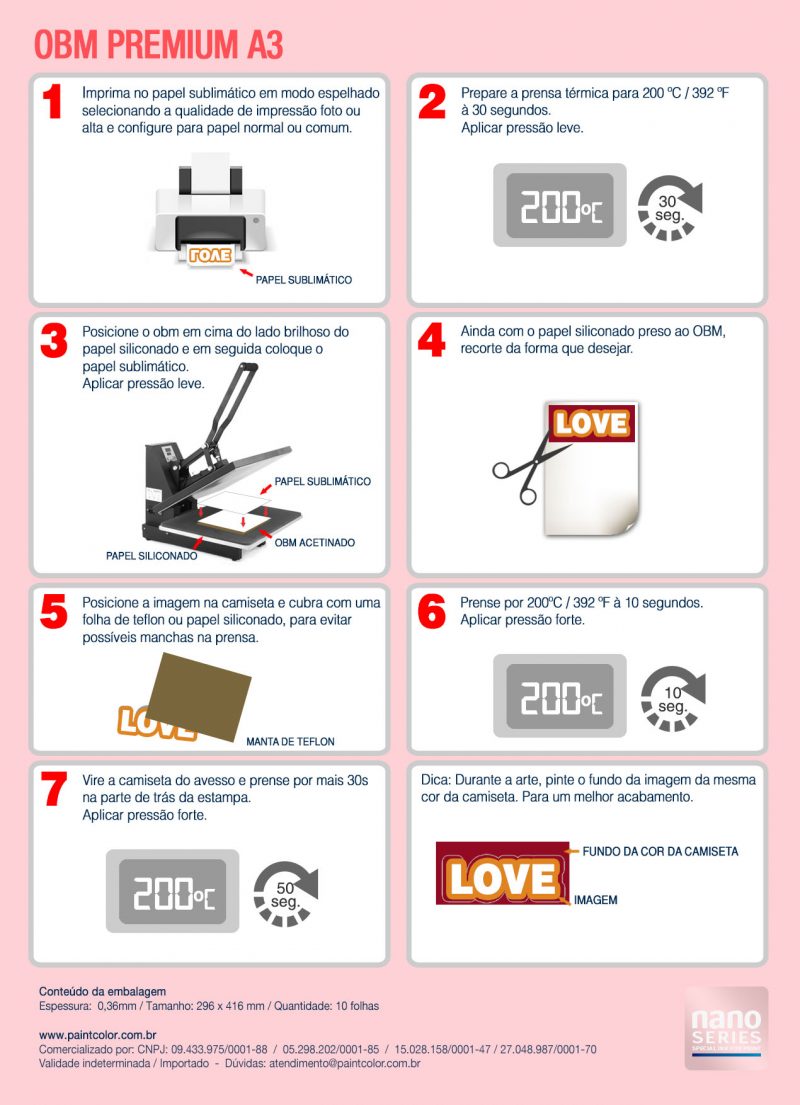 OBM PREMIUM A3
1
Imprima no papel sublimático em modo espelhado
selecionando a qualidade de impressão foto ou
alta e configure para papel normal ou comum.
PAPEL SUBLIMÁTICO
2
Prepare a prensa térmica para 200 ºC / 392 ºF
à 30 segundos.
Aplicar pressão leve.
200ºC
30
seg.
3
Posicione o obm em cima do lado brilhoso do
papel siliconado e em seguida coloque o
papel sublimático.
Aplicar pressão leve.
PAPEL SUBLIMÁTICO
OBM ACETINADO
PAPEL SILICONADO
4
Ainda com o papel siliconado preso ao OBM,
recorte da forma que desejar.
LOVE
5
Posicione a imagem na camiseta e cubra com uma
folha de teflon ou papel siliconado, para evitar
possíveis manchas na prensa.
LOVE
MANTA DE TEFLON
6
Prense por 200ºC / 392 ºF à 10 segundos.
Aplicar pressão forte.
200ºC
10
seg.
7
Vire a camiseta do avesso e prense por mais 30s
na parte de trás da estampa.
Aplicar pressão forte.
200ºC
50
seg.
Dica: Durante a arte, pinte o fundo da imagem da mesma
cor da camiseta. Para um melhor acabamento.
FUNDO DA COR DA CAMISETA
LOVE
IMAGEM
Conteúdo da embalagem
Espessura: 0,36mm / Tamanho: 296 x 416 mm / Quantidade: 10 folhas
www.paintcolor.com.br
Comercializado por: CNPJ: 09.433.975/0001-88 / 05.298.202/0001-85 / 15.028.158/0001-47 / 27.048.987/0001-70
Validade indeterminada / Importado - Dúvidas: atendimento@paintcolor.com.br
nano
SERIES